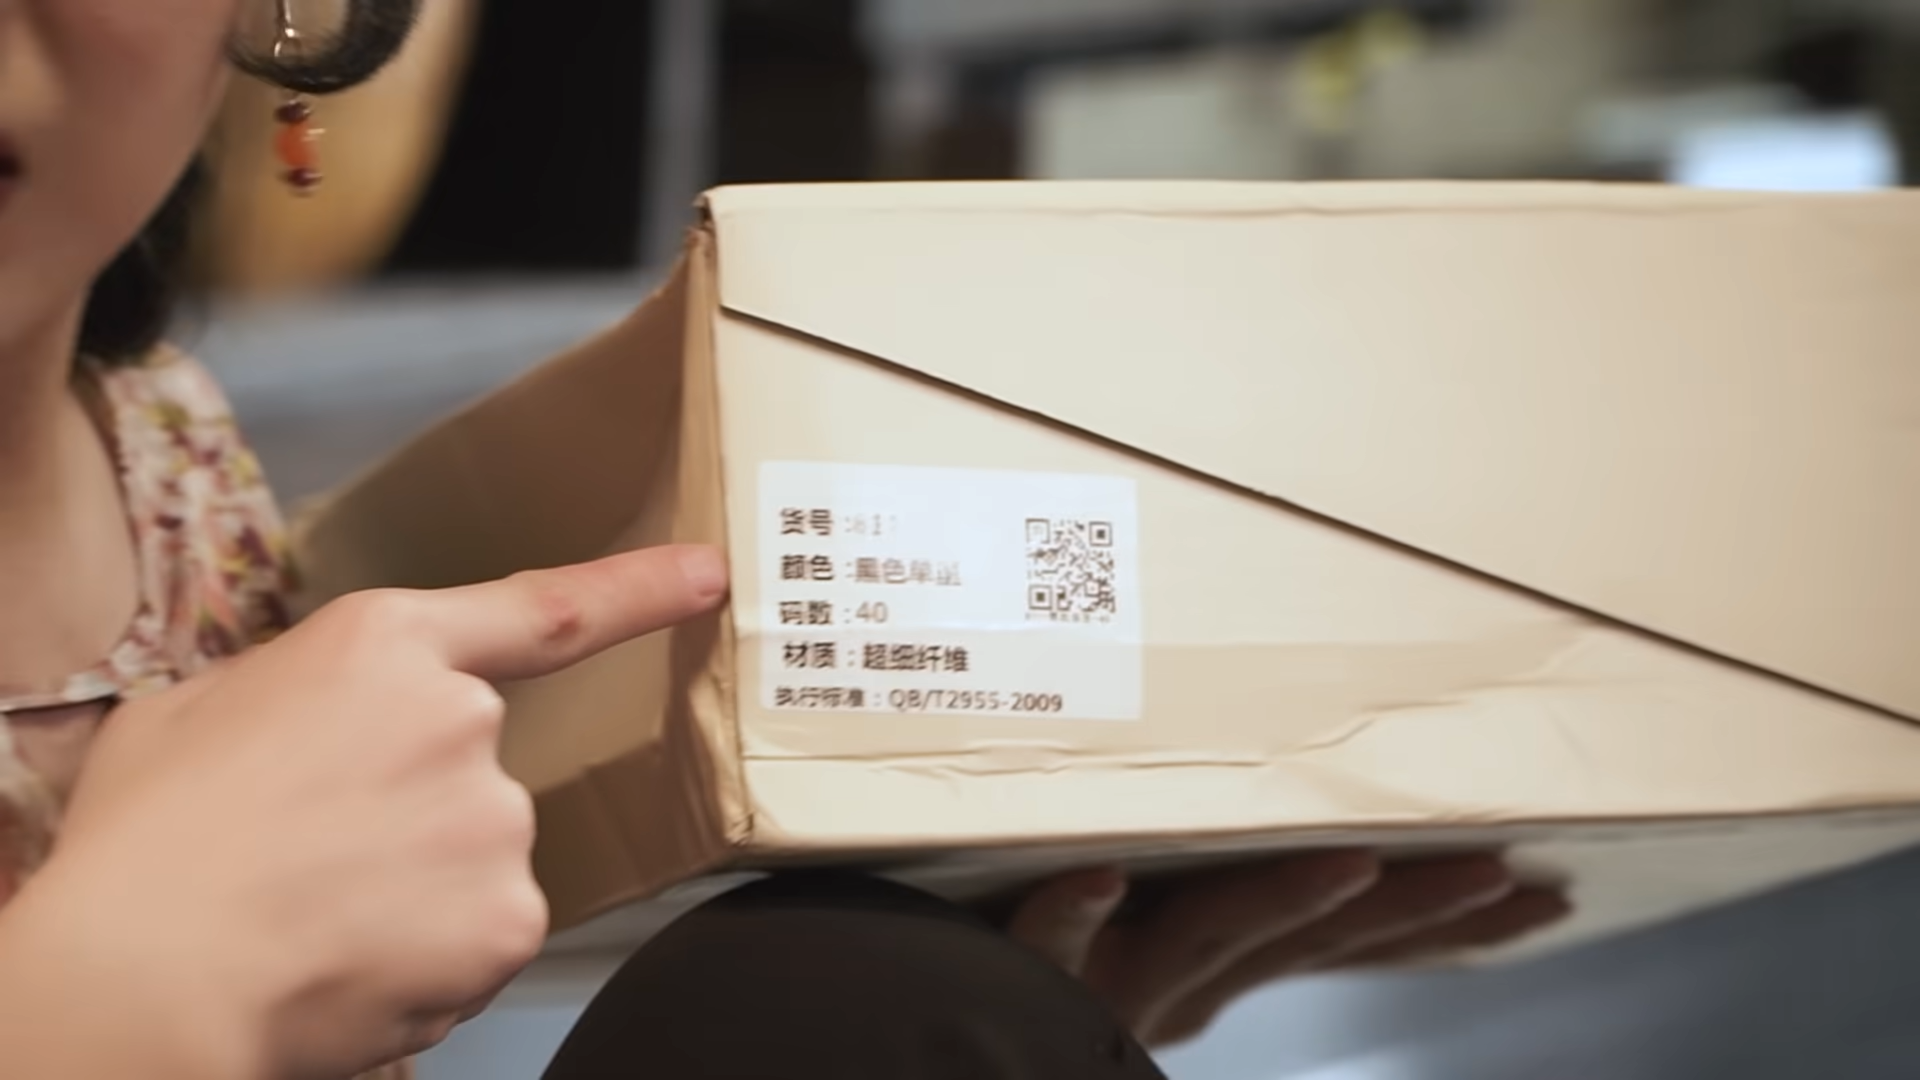 货号
颜色 :黑色单
码数 :40
材质 : 超细纤维
执行标准 : QB/T2955-2009